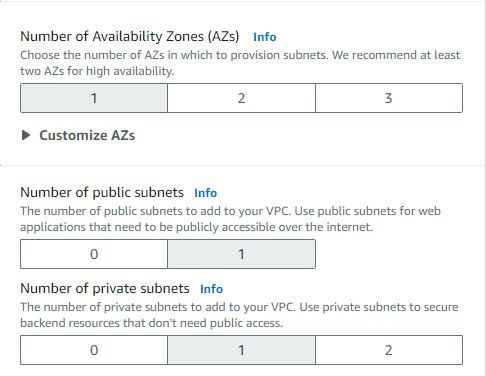 Number of Availability Zones (AZs) Info
Choose the number of AZs in which to provision subnets. We recommend at least
two AZs for high availability.
1 2 3
Customize AZs
Number of public subnets Info
The number of public subnets to add to your VPC. Use public subnets for web
applications that need to be publicly accessible over the internet.
0 1
Number of private subnets Info
The number of private subnets to add to your VPC. Use private subnets to secure
backend resources that don't need public access.
0 1 2